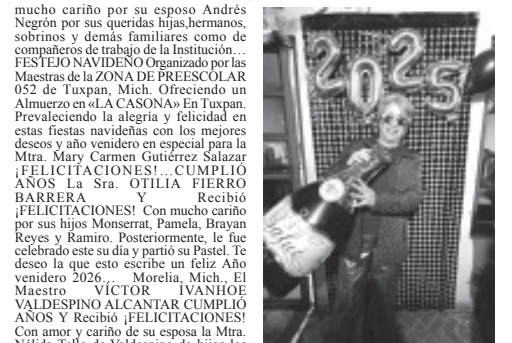 mucho cariño por su esposo Andrés
Negrón por sus queridas hijas,hermanos,
sobrinos y demás familiares como de
compañeros de trabajo de la Institución…
FESTEJO NAVIDEÑO Organizado por las
Maestras de la ZONA DE PREESCOLAR
052 de Tuxpan, Mich. Ofreciendo un
Almuerzo en «LA CASONA» En Tuxpan.
Prevaleciendo la alegría y felicidad en
estas fiestas navideñas con los mejores
deseos y año venidero en especial para la
Mtra. Mary Carmen Gutiérrez Salazar
¡FELICITACIONES!…CUMPLIÓ
AÑOS La Sra. OTILIA FIERRO
BARRERA Y Recibió
¡FELICITACIONES! Con mucho cariño
por sus hijos Monserrat, Pamela, Brayan
Reyes y Ramiro. Posteriormente, le fue
celebrado este su día y partió su Pastel. Te
deseo la que esto escribe un feliz Año
venidero 2026… Morelia, Mich., El
Maestro VÍCTOR IVANHOE
VALDESPINO ALCANTAR CUMPLIÓ
AÑOS Y Recibió ¡FELICITACIONES!
Con amor y cariño de su esposa la Mtra.
2025